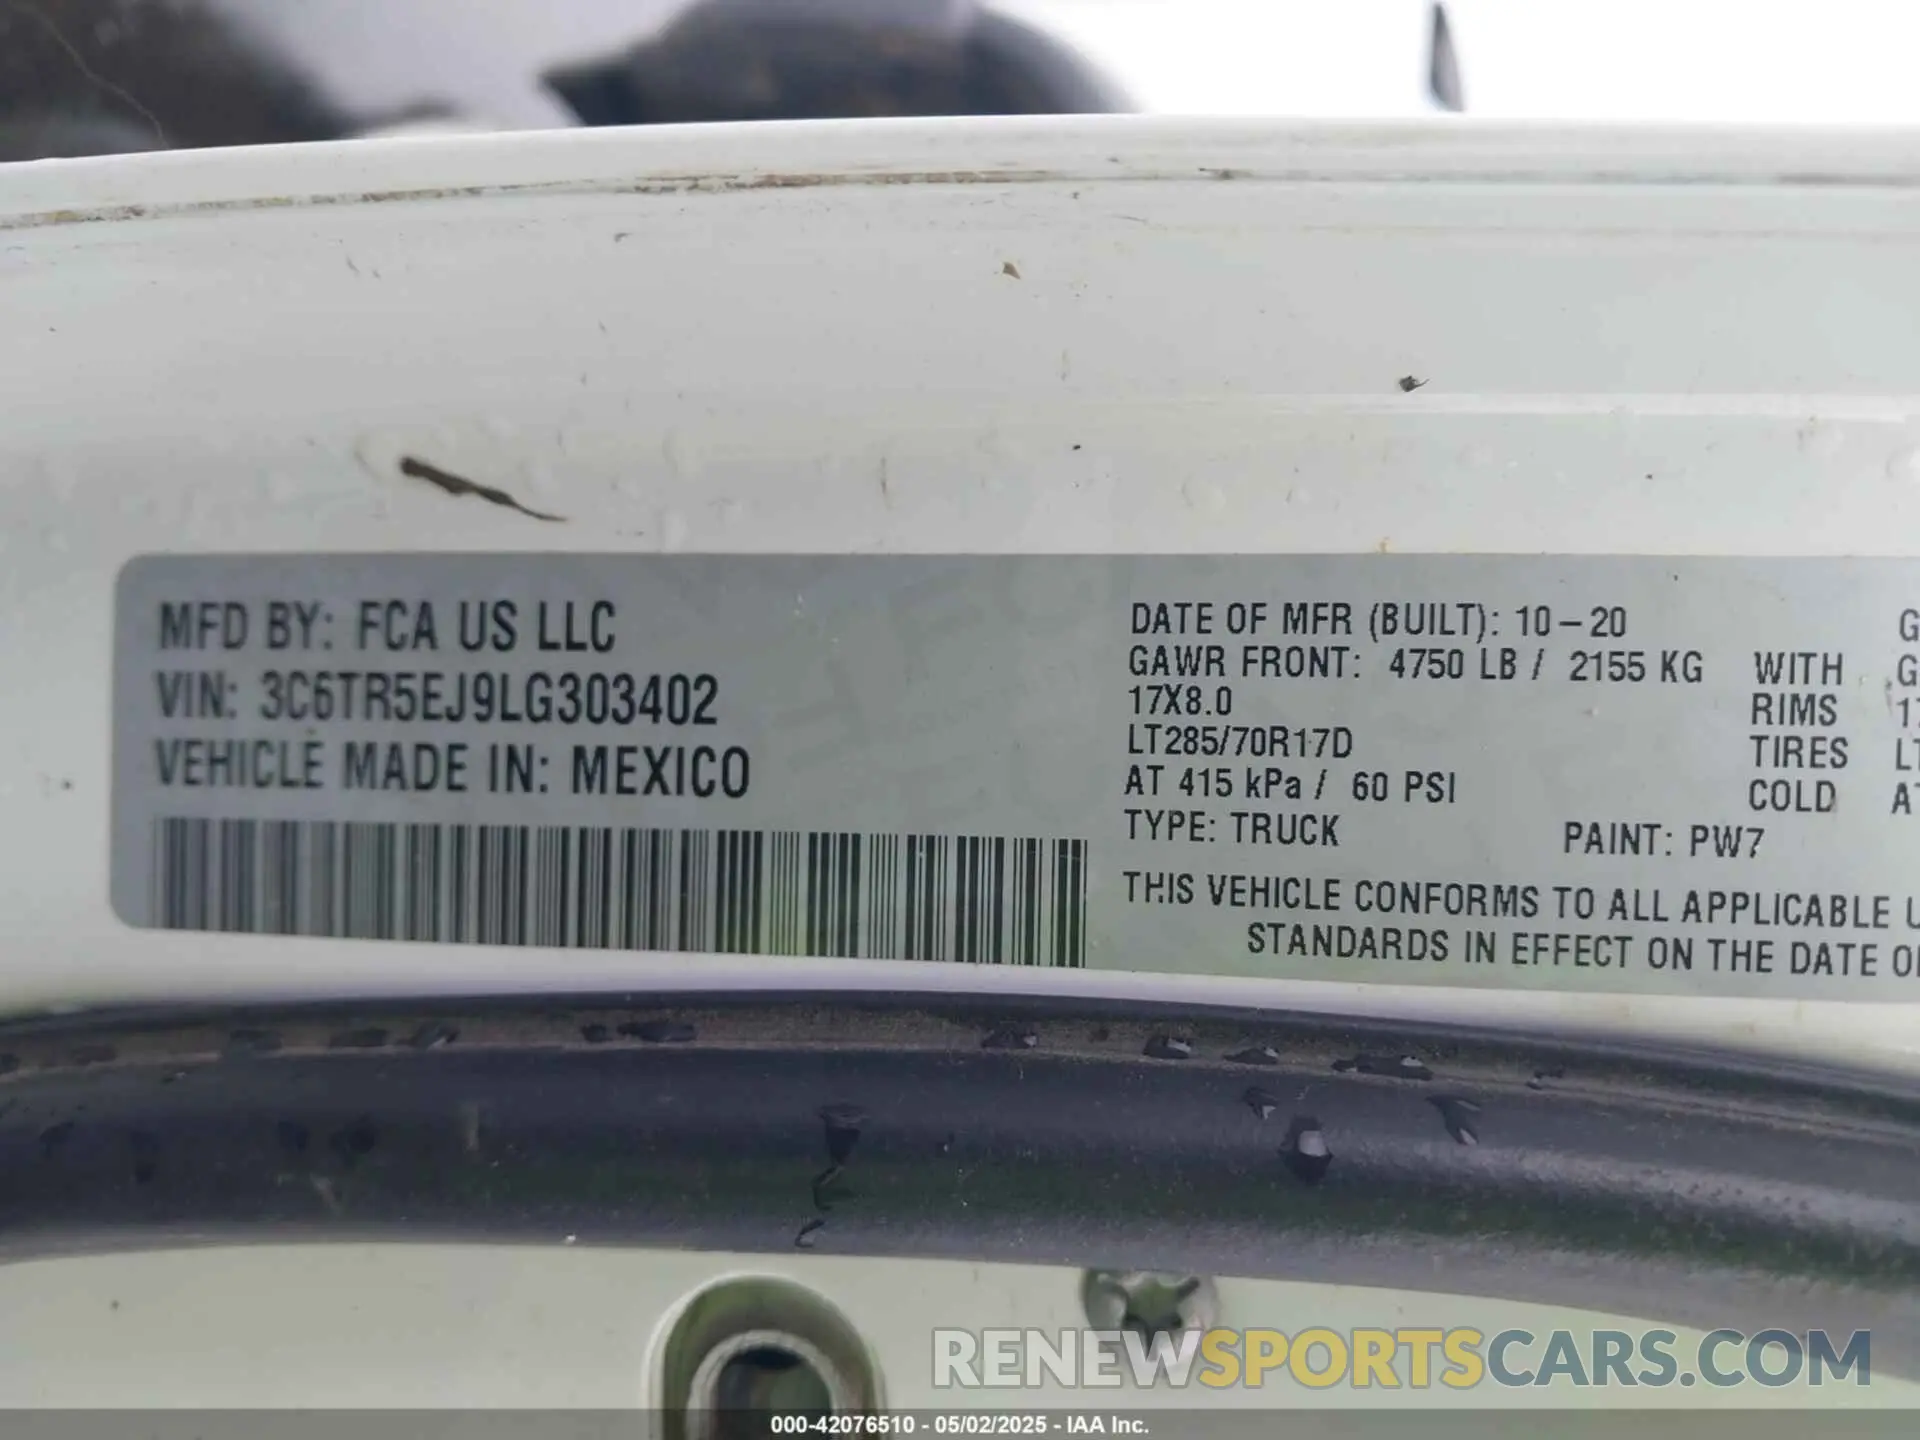 MFD BY: FCA US LLC
VIN: 3C6TR5EJ9LG303402
VEHICLE MADE IN: MEXICO
DATE OF MFR (BUILT): 10-20
GAWR FRONT: 4750 LB / 2155 KG WITH
17X8.0 RIMS
LT285/70R17D TIRES
AT 415 kPa / 60 PSI COLD
TYPE: TRUCK PAINT: PW7
THIS VEHICLE CONFORMS TO ALL APPLICABLE
STANDARDS IN EFFECT ON THE DATE
RENEWSPORTSCARS.COM
000-42076510 - 05/02/2025 - IAA Inc.